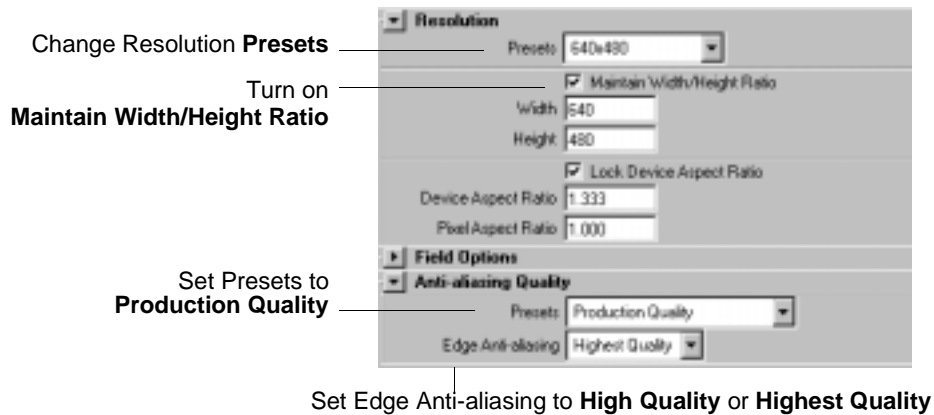 Resolution
Change Resolution Presets
Presets 640x480
Turn on
Maintain Width/Height Ratio
Maintain Width/Height Ratio
Width 640
Height 480
Lock Device Aspect Ratio
Device Aspect Ratio 1.333
Pixel Aspect Ratio 1.000
Field Options
Anti-aliasing Quality
Set Presets to
Production Quality
Presets Production Quality
Edge Anti-aliasing Highest Quality
Set Edge Anti-aliasing to High Quality or Highest Quality